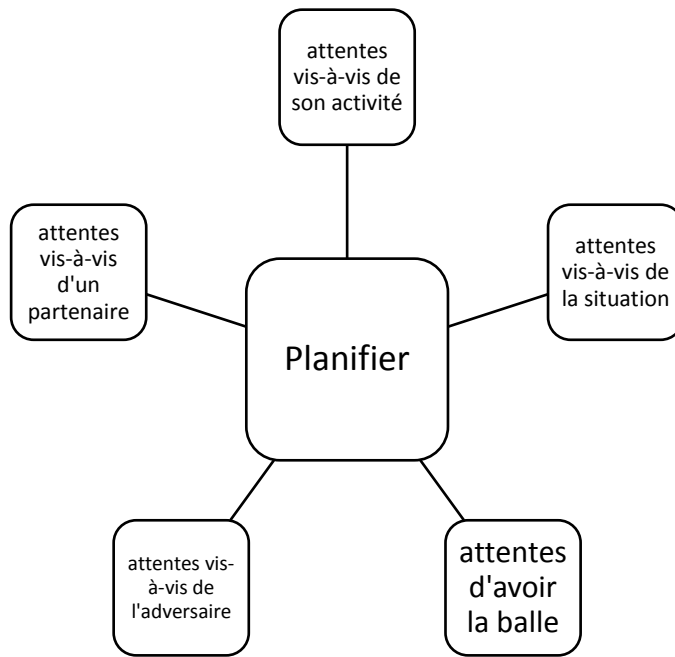 attentes
vis-à-vis de
son activité
attentes
vis-à-vis
d'un
partenaire
attentes
vis-à-vis de
la situation
Planifier
attentes vis-
à-vis de
l'adversaire
attentes
d'avoir
la balle